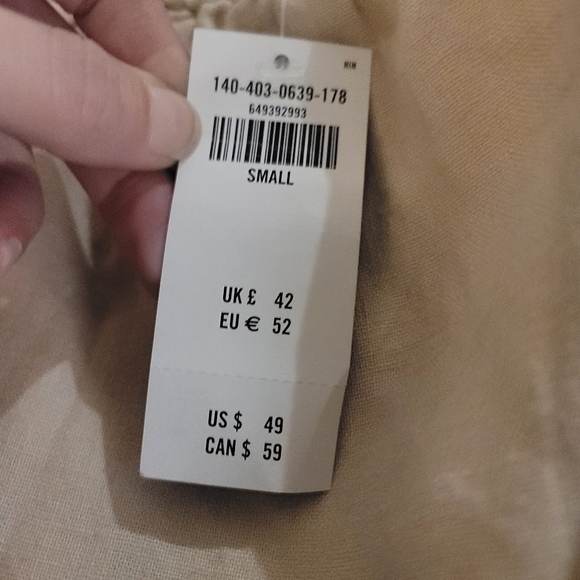 140-403-0639-178
649392993
SMALL
UK £ 42
EU € 52
US $ 49
CAN $ 59